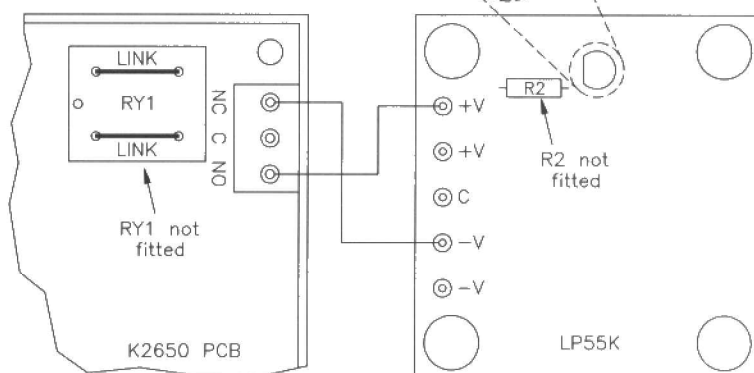 LINK
RY1
LINK
RY1 not
fitted
NC
C
NO
K2650 PCB
+V
+V
C
-V
-V
R2
R2 not
fitted
LP55K